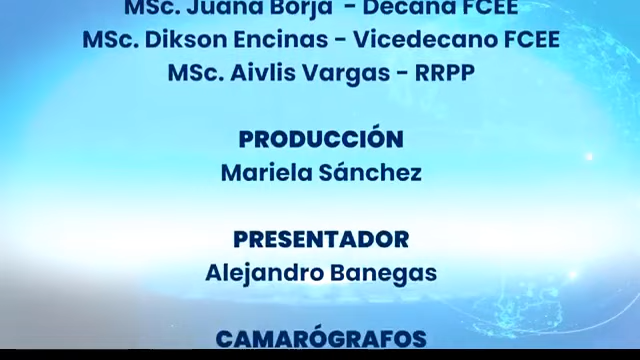 MSc. Juana Borja - Decana FCEE
MSc. Dikson Encinas - Vicedecano FCEE
MSc. Aivlis Vargas - RRPP
PRODUCCIÓN
Mariela Sánchez
PRESENTADOR
Alejandro Banegas
CAMARÓGRAFOS